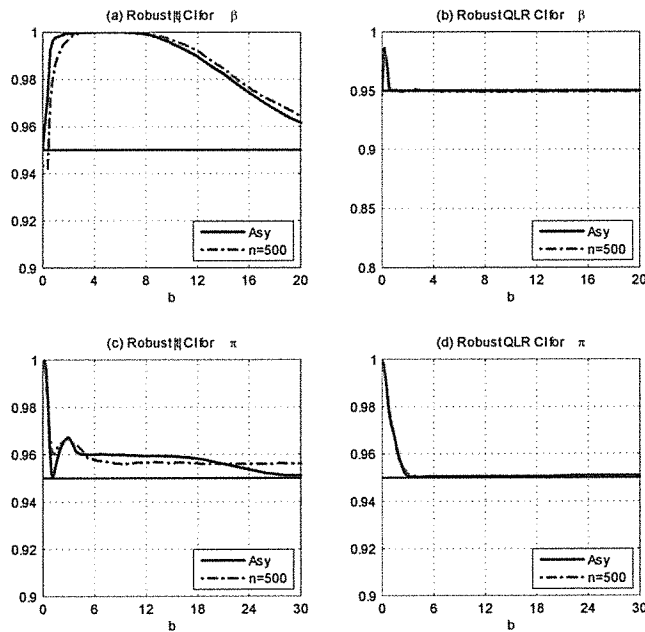 (a) Robust |t| CI for β
1
0.98
0.96
0.94
0.92
0.9
0 4 8 12 16 20
b
Asy
n=500
(b) Robust QLR CI for β
1
0.95
0.9
0.85
0.8
0 4 8 12 16 20
b
Asy
n=500
(c) Robust |t| CI for π
1
0.98
0.96
0.94
0.92
0.9
0 6 12 18 24 30
b
Asy
n=500
(d) Robust QLR CI for π
1
0.98
0.96
0.94
0.92
0.9
0 6 12 18 24 30
b
Asy
n=500